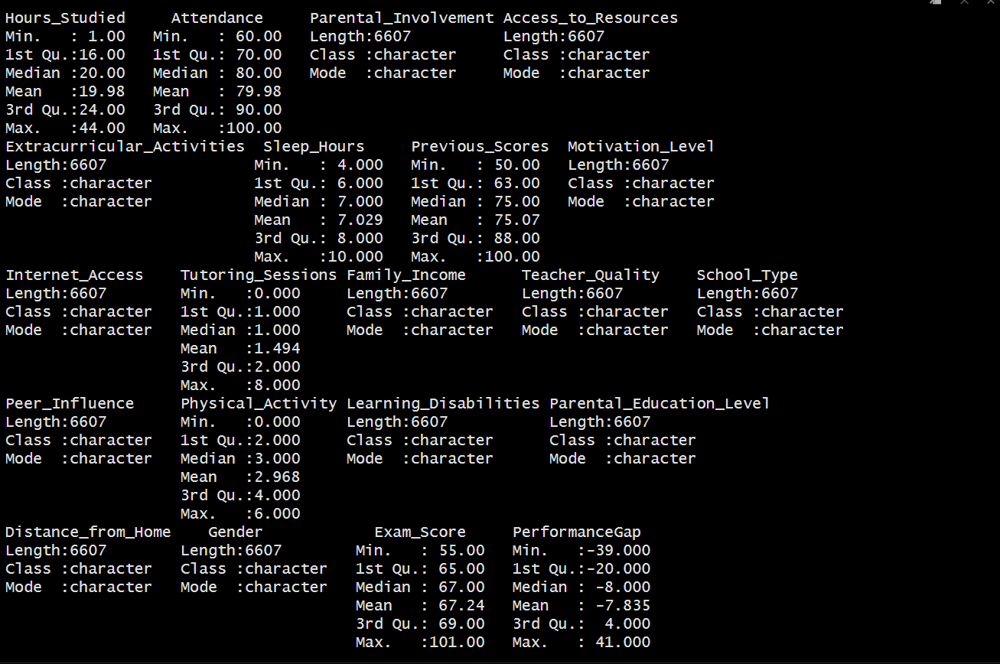 Hours_Studied     Attendance     Parental_Involvement Access_to_Resources
Min.   : 1.00   Min.   : 60.00   Length:6607          Length:6607
1st Qu.:16.00   1st Qu.: 70.00   Class :character     Class :character
Median :20.00   Median : 80.00   Mode  :character     Mode  :character
Mean   :19.98   Mean   : 79.98
3rd Qu.:24.00   3rd Qu.: 90.00
Max.   :44.00   Max.   :100.00
Extracurricular_Activities  Sleep_Hours     Previous_Scores  Motivation_Level
Length:6607                Min.   : 4.000   Min.   : 50.00   Length:6607
Class :character           1st Qu.: 6.000   1st Qu.: 63.00   Class :character
Mode  :character           Median : 7.000   Median : 75.00   Mode  :character
                           Mean   : 7.029   Mean   : 75.07
                           3rd Qu.: 8.000   3rd Qu.: 88.00
                           Max.   :10.000   Max.   :100.00
Internet_Access    Tutoring_Sessions Family_Income      Teacher_Quality    School_Type
Length:6607        Min.   :0.000     Length:6607        Length:6607        Length:6607
Class :character   1st Qu.:1.000     Class :character   Class :character   Class :character
Mode  :character   Median :1.000     Mode  :character   Mode  :character   Mode  :character
                   Mean   :1.494
                   3rd Qu.:2.000
                   Max.   :8.000
Peer_Influence     Physical_Activity Learning_Disabilities Parental_Education_Level
Length:6607        Min.   :0.000     Length:6607           Length:6607
Class :character   1st Qu.:2.000     Class :character      Class :character
Mode  :character   Median :3.000     Mode  :character      Mode  :character
                   Mean   :2.968
                   3rd Qu.:4.000
                   Max.   :6.000
Distance_from_Home    Gender            Exam_Score     PerformanceGap
Length:6607        Length:6607        Min.   : 55.00   Min.   :-39.000
Class :character   Class :character   1st Qu.: 65.00   1st Qu.:-20.000
Mode  :character   Mode  :character   Median : 67.00   Median : -8.000
                                      Mean   : 67.24   Mean   : -7.835
                                      3rd Qu.: 69.00   3rd Qu.:  4.000
                                      Max.   :101.00   Max.   : 41.000